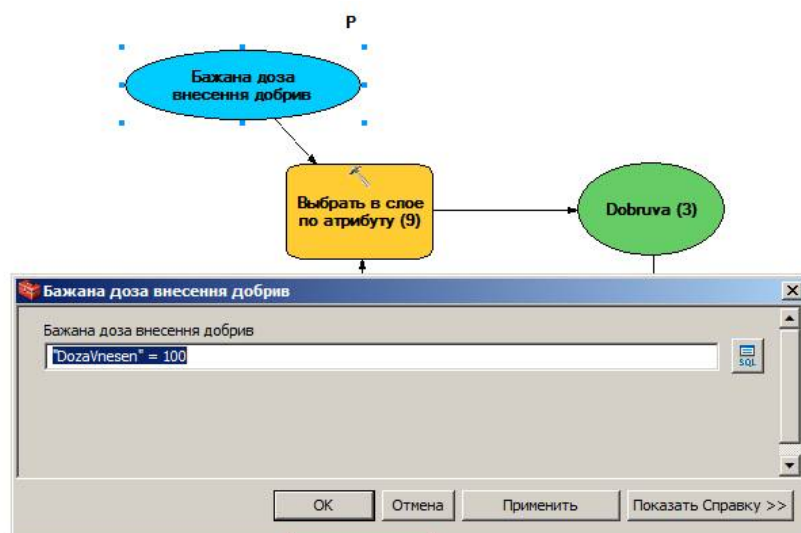 P
Бажана доза
внесення добрив
Выбрать в слое
по атрибуту (9)
Dobruva (3)
Бажана доза внесення добрив
Бажана доза внесення добрив
"DozaVnesen" = 100
SQL
OK
Отмена
Применить
Показать Справку >>